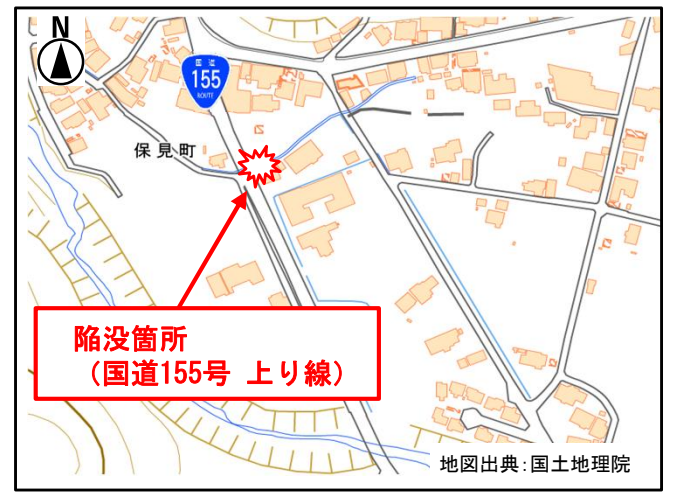 N
国道
155
ROUTE
保見町
陥没箇所
（国道155号 上り線）
地図出典：国土地理院